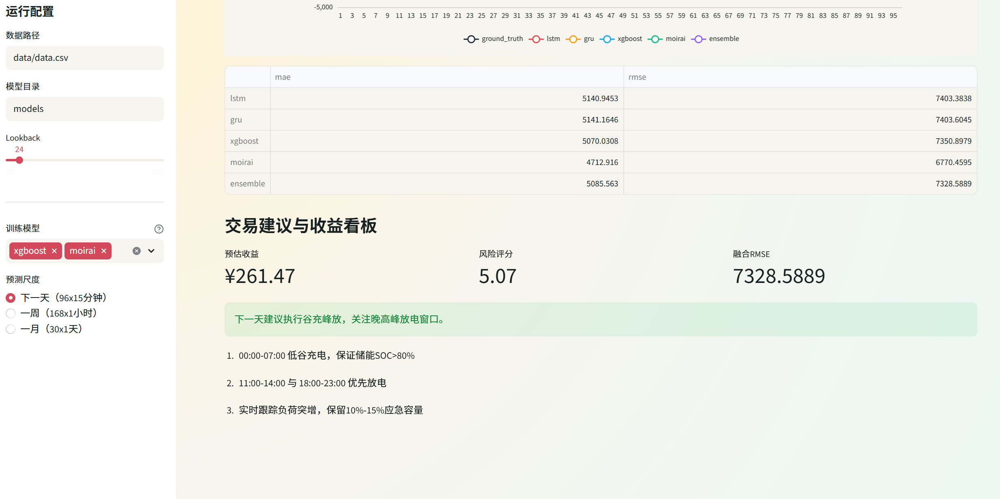 运行配置
数据路径
data/data.csv
模型目录
models
Lookback
24
12 192
训练模型
xgboost moirai
预测尺度
下一天（96x15分钟）
一周（168x1小时）
一月（30x1天）
-5,000
1 3 5 7 9 11 13 15 17 19 21 23 25 27 29 31 33 35 37 39 41 43 45 47 49 51 53 55 57 59 61 63 65 67 69 71 73 75 77 79 81 83 85 87 89 91 93 95
ground_truth lstm gru xgboost moirai ensemble
mae rmse
lstm 5140.9453 7403.3838
gru 5141.1646 7403.6045
xgboost 5070.0308 7350.8979
moirai 4712.916 6770.4595
ensemble 5085.563 7328.5889
交易建议与收益看板
预估收益 风险评分 融合RMSE
¥261.47 5.07 7328.5889
下一天建议执行谷充峰放，关注晚高峰放电窗口。
1. 00:00-07:00 低谷充电，保证储能SOC>80%
2. 11:00-14:00 与 18:00-23:00 优先放电
3. 实时跟踪负荷突增，保留10%-15%应急容量